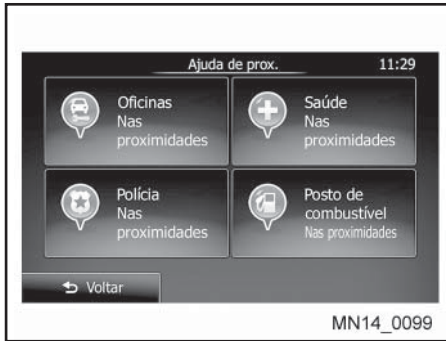 Ajuda de prox. 11:29
Oficinas
Nas
proximidades
Saúde
Nas
proximidades
Polícia
Nas
proximidades
Posto de
combustível
Nas proximidades
Voltar
MN14_0099